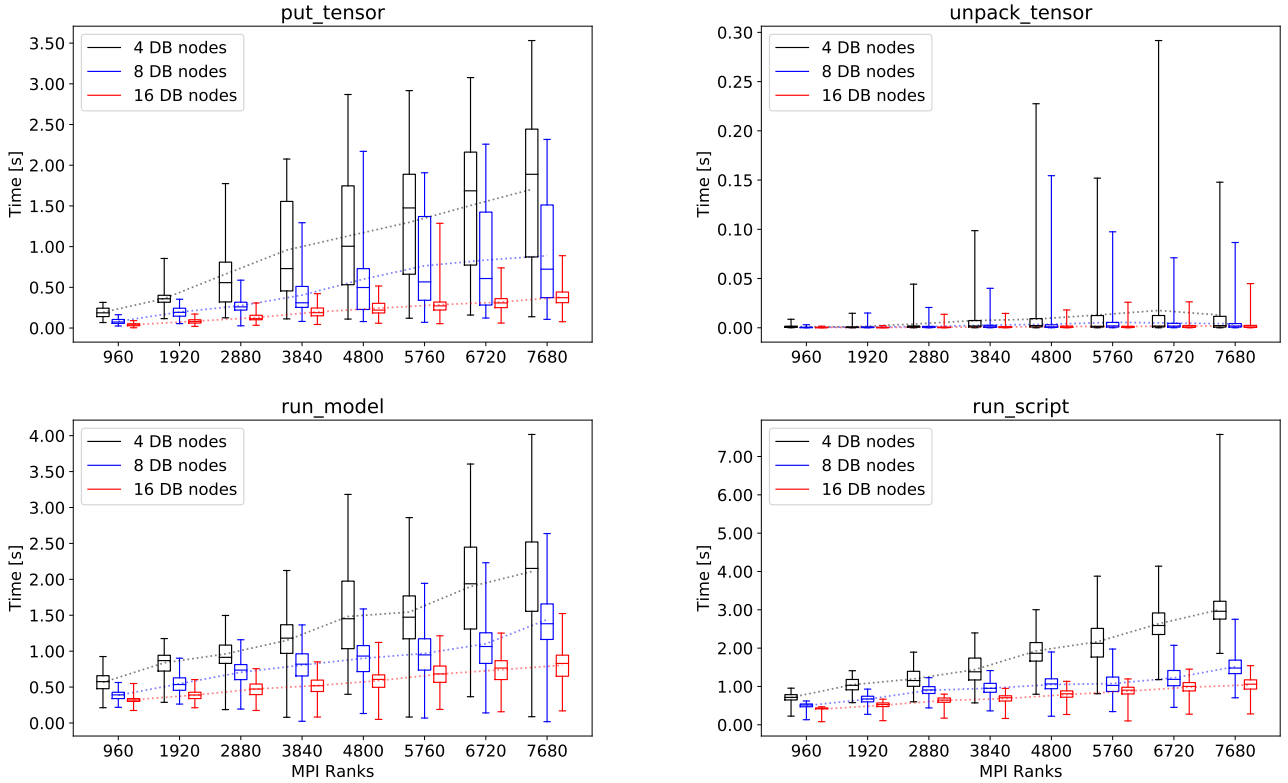 put_tensor
Time [s]
3.50
3.00
2.50
2.00
1.50
1.00
0.50
0.00
4 DB nodes
8 DB nodes
16 DB nodes
960 1920 2880 3840 4800 5760 6720 7680
unpack_tensor
Time [s]
0.30
0.25
0.20
0.15
0.10
0.05
0.00
4 DB nodes
8 DB nodes
16 DB nodes
960 1920 2880 3840 4800 5760 6720 7680
run_model
Time [s]
4.00
3.50
3.00
2.50
2.00
1.50
1.00
0.50
0.00
4 DB nodes
8 DB nodes
16 DB nodes
960 1920 2880 3840 4800 5760 6720 7680
MPI Ranks
run_script
Time [s]
7.00
6.00
5.00
4.00
3.00
2.00
1.00
0.00
4 DB nodes
8 DB nodes
16 DB nodes
960 1920 2880 3840 4800 5760 6720 7680
MPI Ranks